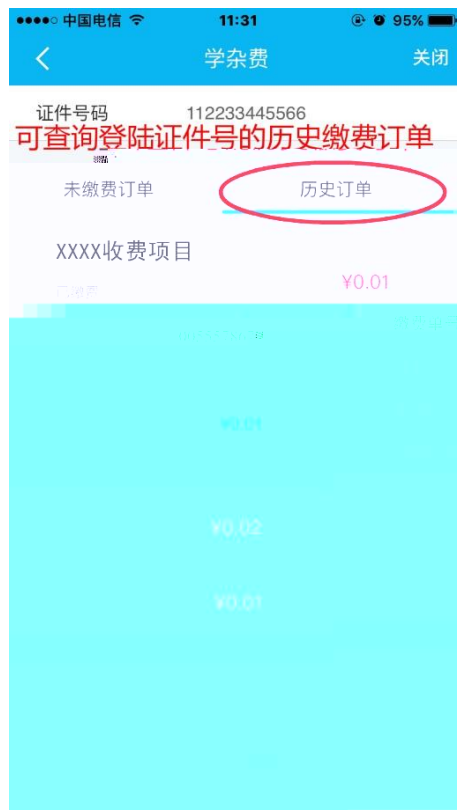 中国电信 11:31 95%
学杂费 关闭
证件号码 112233445566
可查询登陆证件号的历史缴费订单
未缴费订单 历史订单
XXXX收费项目
¥0.01
¥0.01
¥0.02
¥0.01